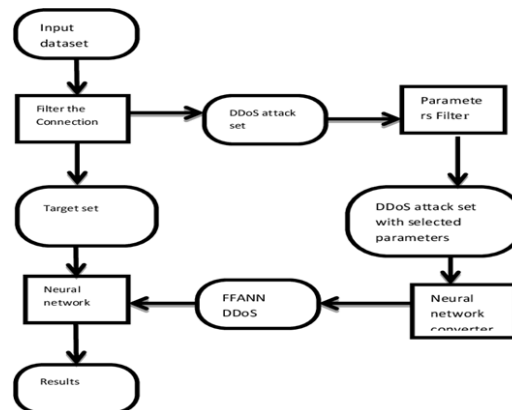 Input
dataset
Filter the
Connection
DDoS attack
set
Paramete
rs Filter
Target set
DDoS attack set
with selected
parameters
Neural
network
FFANN
DDoS
Neural
network
converter
Results